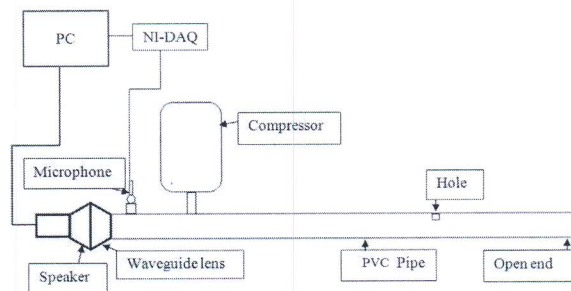 PC
NI-DAQ
Compressor
Microphone
Hole
Speaker
Waveguide lens
PVC Pipe
Open end